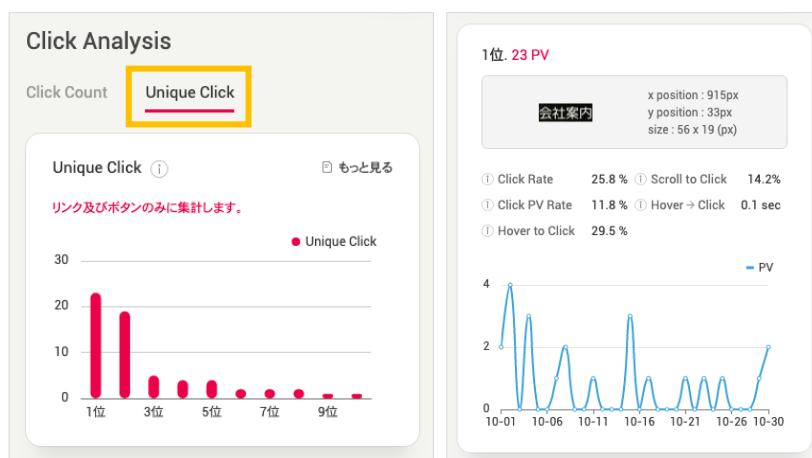 Click Analysis
Click Count Unique Click
Unique Click もっと見る
リンク及びボタンのみに集計します。
Unique Click
30
20
10
0
1位 3位 5位 7位 9位
1位. 23 PV
会社案内
x position : 915px
y position : 33px
size : 56 x 19 (px)
Click Rate 25.8 % Scroll to Click 14.2%
Click PV Rate 11.8 % Hover → Click 0.1 sec
Hover to Click 29.5 %
PV
4
2
0
10-01 10-06 10-11 10-16 10-21 10-26 10-30